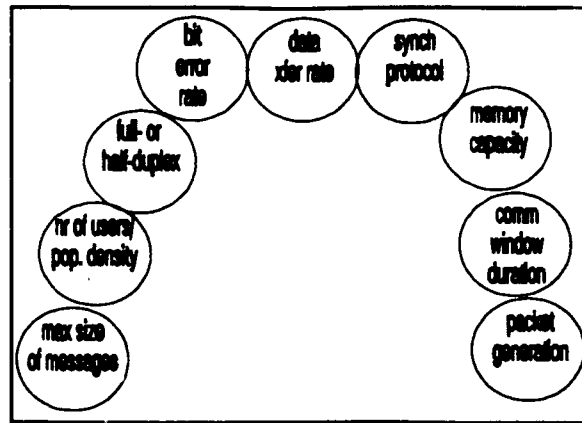 bit
error
rate
data
xfer rate
synch
protocol
full- or
half-duplex
memory
capacity
nr of users/
pop. density
comm
window
duration
max size
of messages
packet
generation